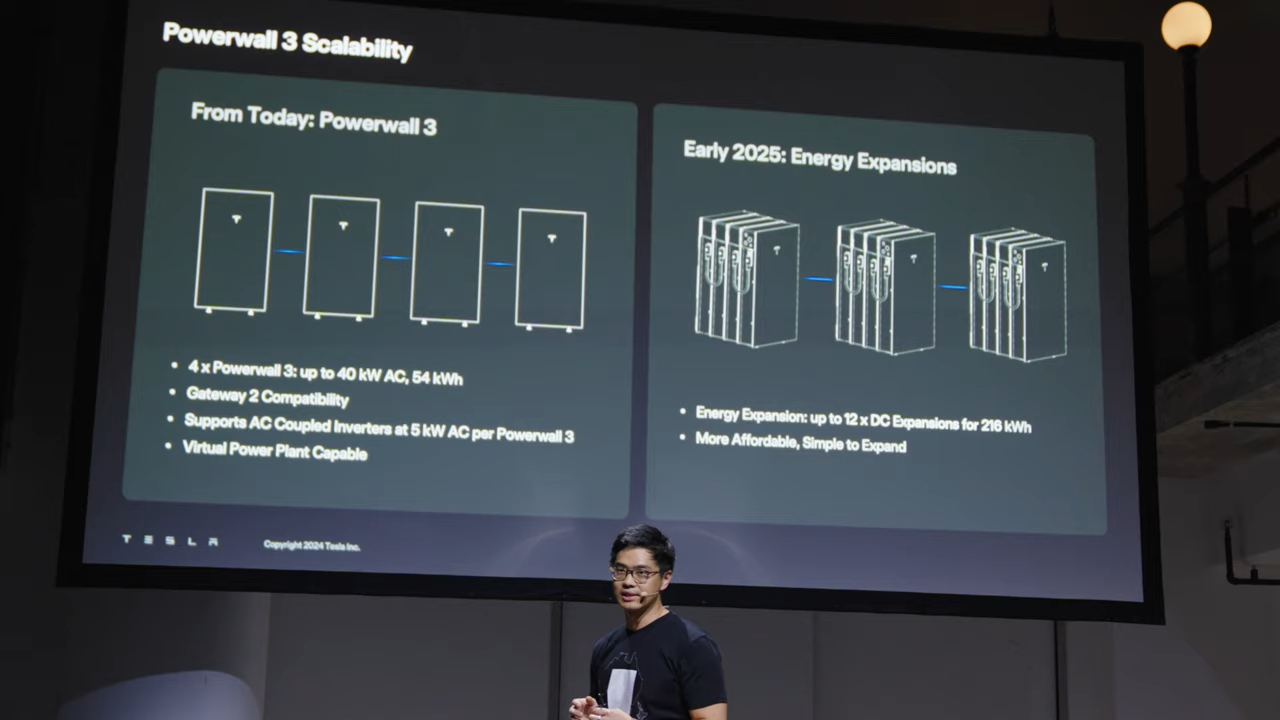 Powerwall 3 Scalability
From Today: Powerwall 3
• 4 x Powerwall 3: up to 40 kW AC, 54 kWh
• Gateway 2 Compatibility
• Supports AC Coupled Inverters at 5 kW AC per Powerwall 3
• Virtual Power Plant Capable
Early 2025: Energy Expansions
• Energy Expansion: up to 12 x DC Expansions for 216 kWh
• More Affordable, Simple to Expand
TESLA
Copyright 2024 Tesla Inc.